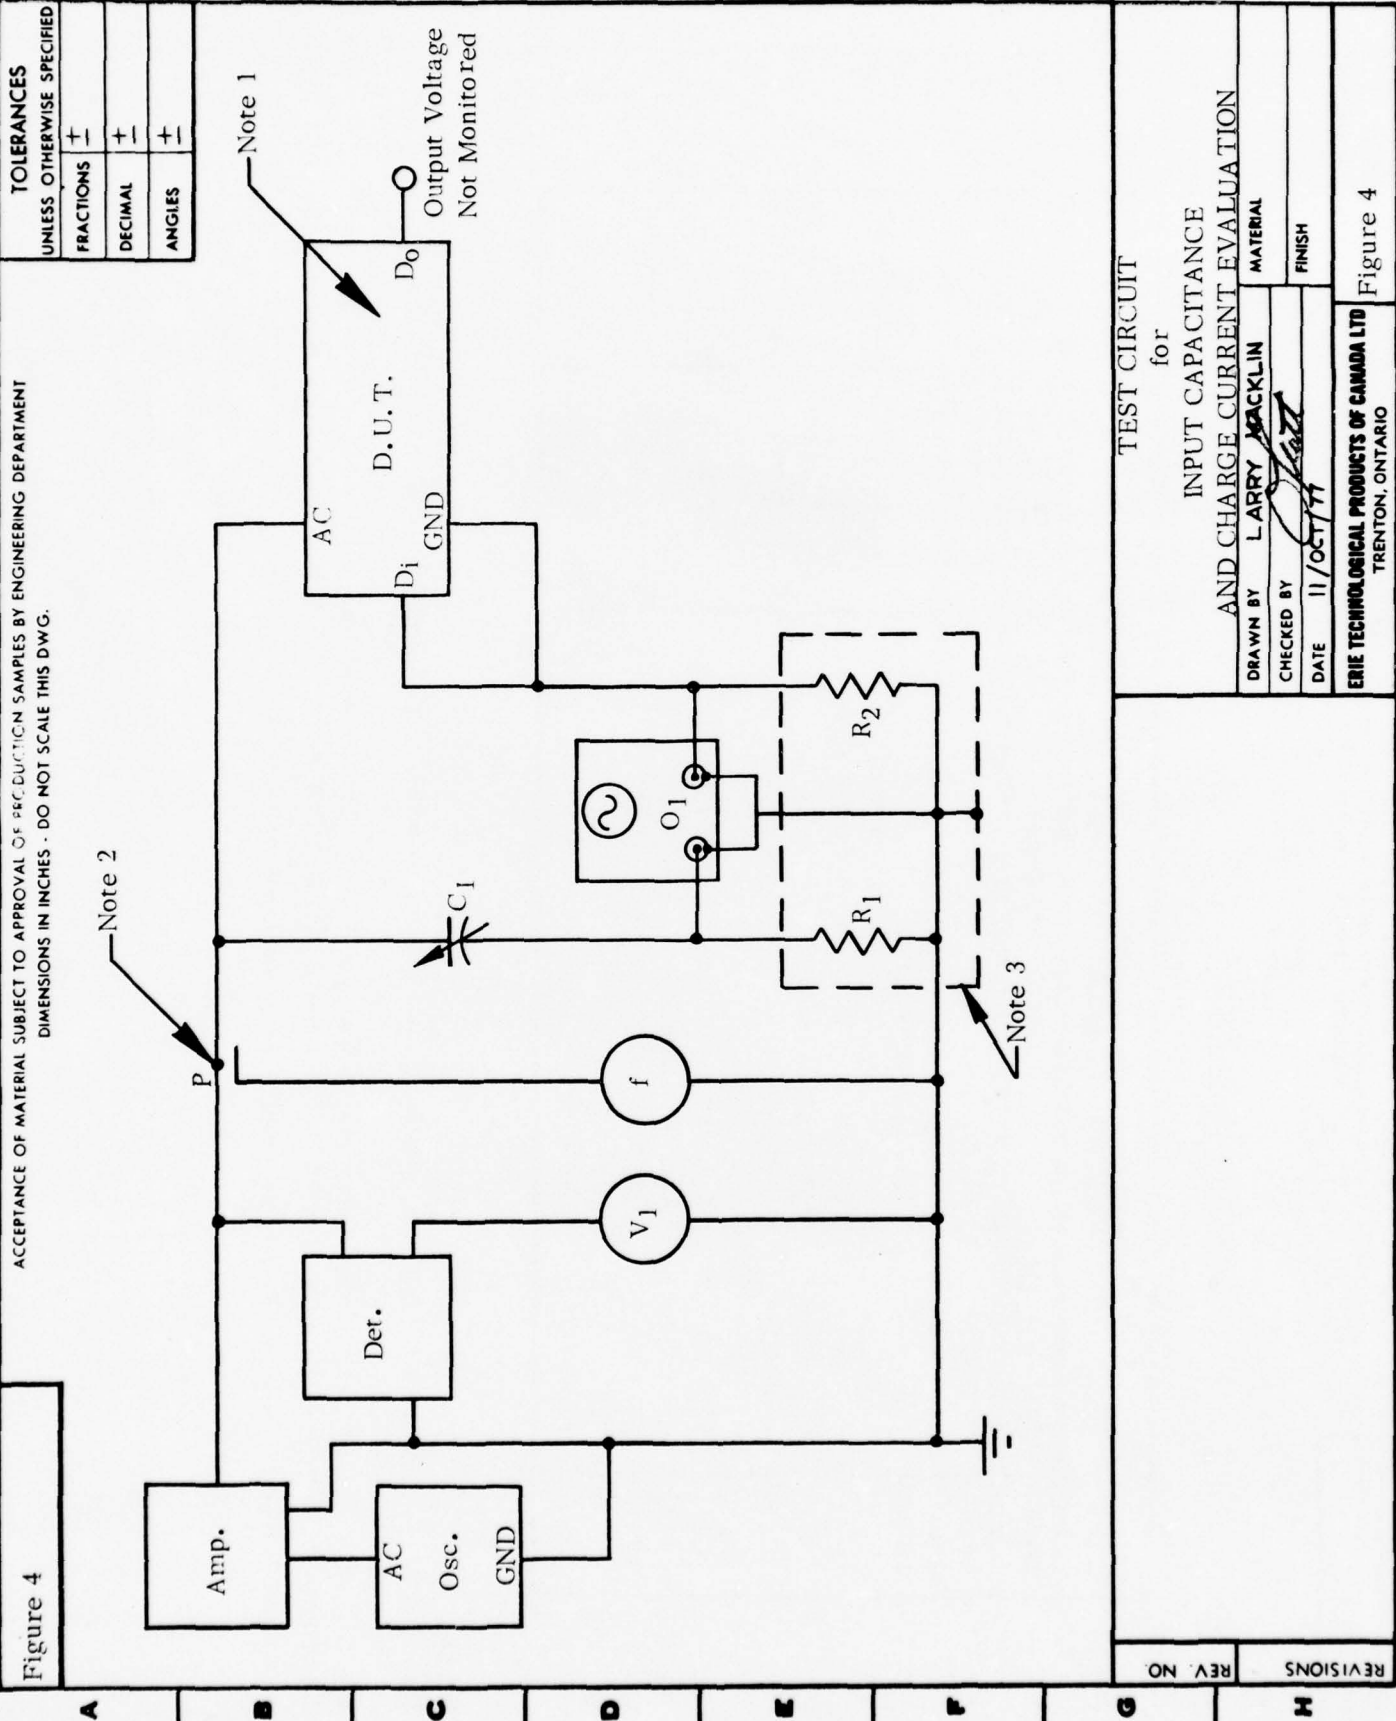 Figure 4
ACCEPTANCE OF MATERIAL SUBJECT TO APPROVAL OF PRODUCTION SAMPLES BY ENGINEERING DEPARTMENT
DIMENSIONS IN INCHES - DO NOT SCALE THIS DWG.
TOLERANCES
UNLESS OTHERWISE SPECIFIED
FRACTIONS ±
DECIMAL ±
ANGLES ±
A
B
C
D
E
F
G
H
Note 2
Note 1
P
Amp.
AC
Osc.
GND
Det.
V1
f
C1
O1
R1
R2
Note 3
AC
Di
GND
D.U.T.
Do
Output Voltage
Not Monitored
REV. NO.
REVISIONS
TEST CIRCUIT
for
INPUT CAPACITANCE
AND CHARGE CURRENT EVALUATION
DRAWN BY LARRY MACKLIN
CHECKED BY
DATE 11/OCT/77
MATERIAL
FINISH
ERIE TECHNOLOGICAL PRODUCTS OF CANADA LTD
TRENTON, ONTARIO
Figure 4